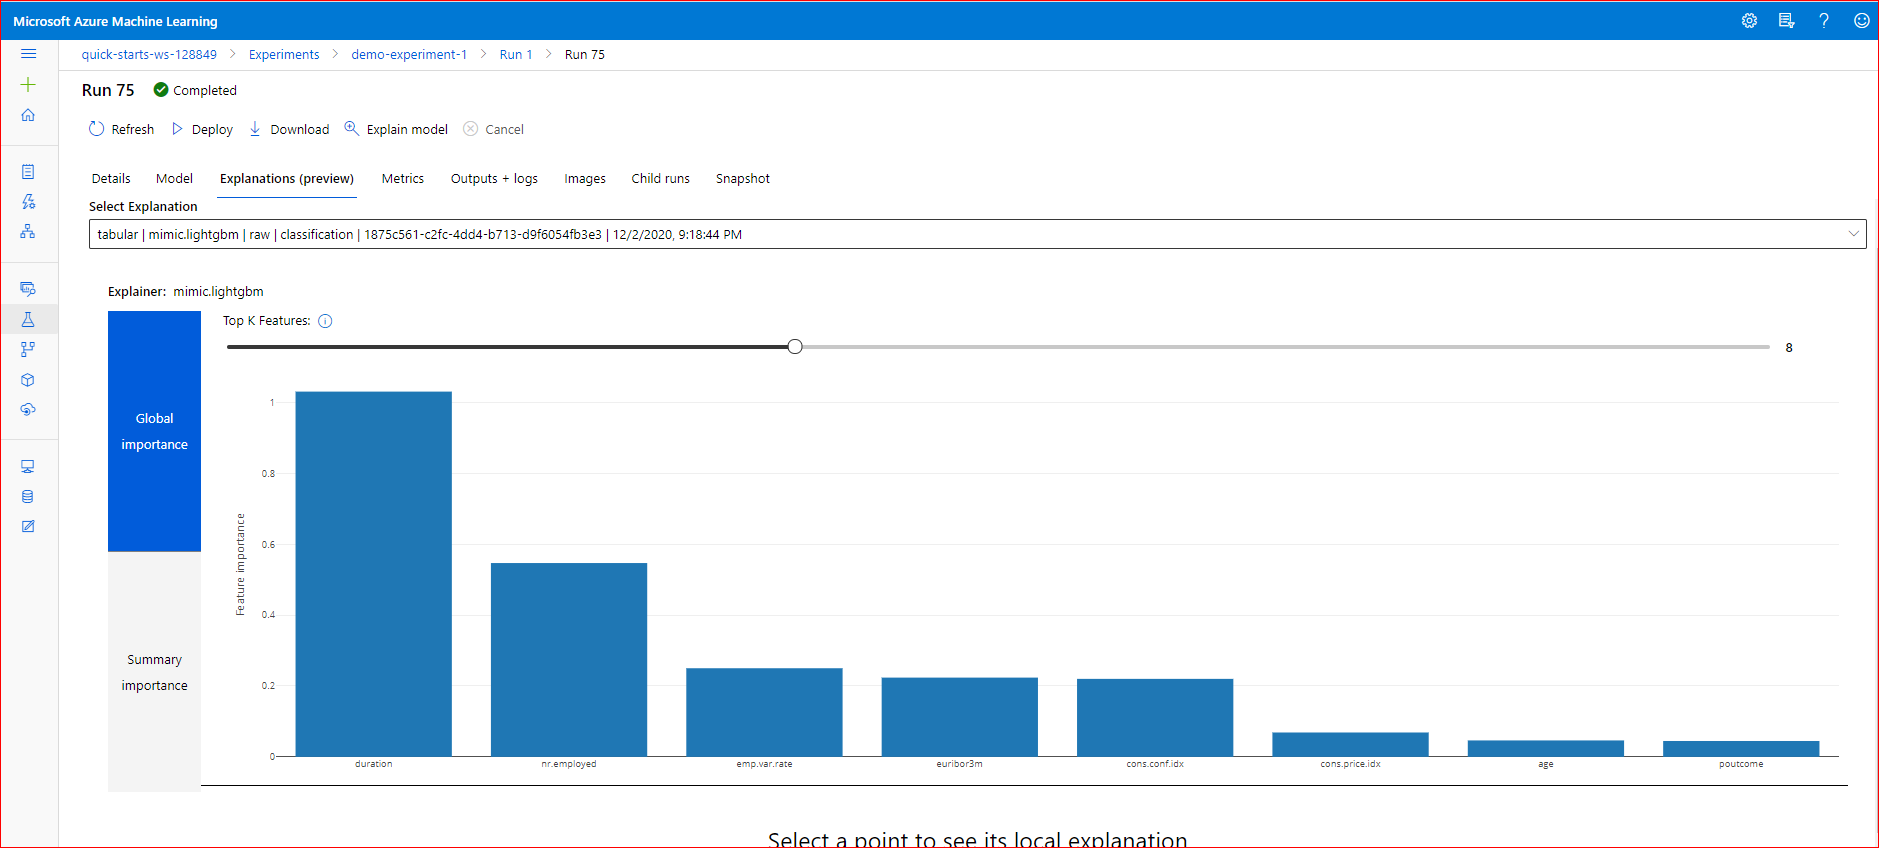 Microsoft Azure Machine Learning
quick-starts-ws-128849 > Experiments > demo-experiment-1 > Run 1 > Run 75
Run 75 Completed
Refresh Deploy Download Explain model Cancel
Details Model Explanations (preview) Metrics Outputs + logs Images Child runs Snapshot
Select Explanation
tabular | mimic.lightgbm | raw | classification | 1875c561-c2fc-4dd4-b713-d9f6054fb3e3 | 12/2/2020, 9:18:44 PM
Explainer: mimic.lightgbm
Global
importance
Summary
importance
Top K Features:
8
Feature importance
1
0.8
0.6
0.4
0.2
0
duration nr.employed emp.var.rate euribor3m cons.conf.idx cons.price.idx age poutcome
Select a point to see its local explanation